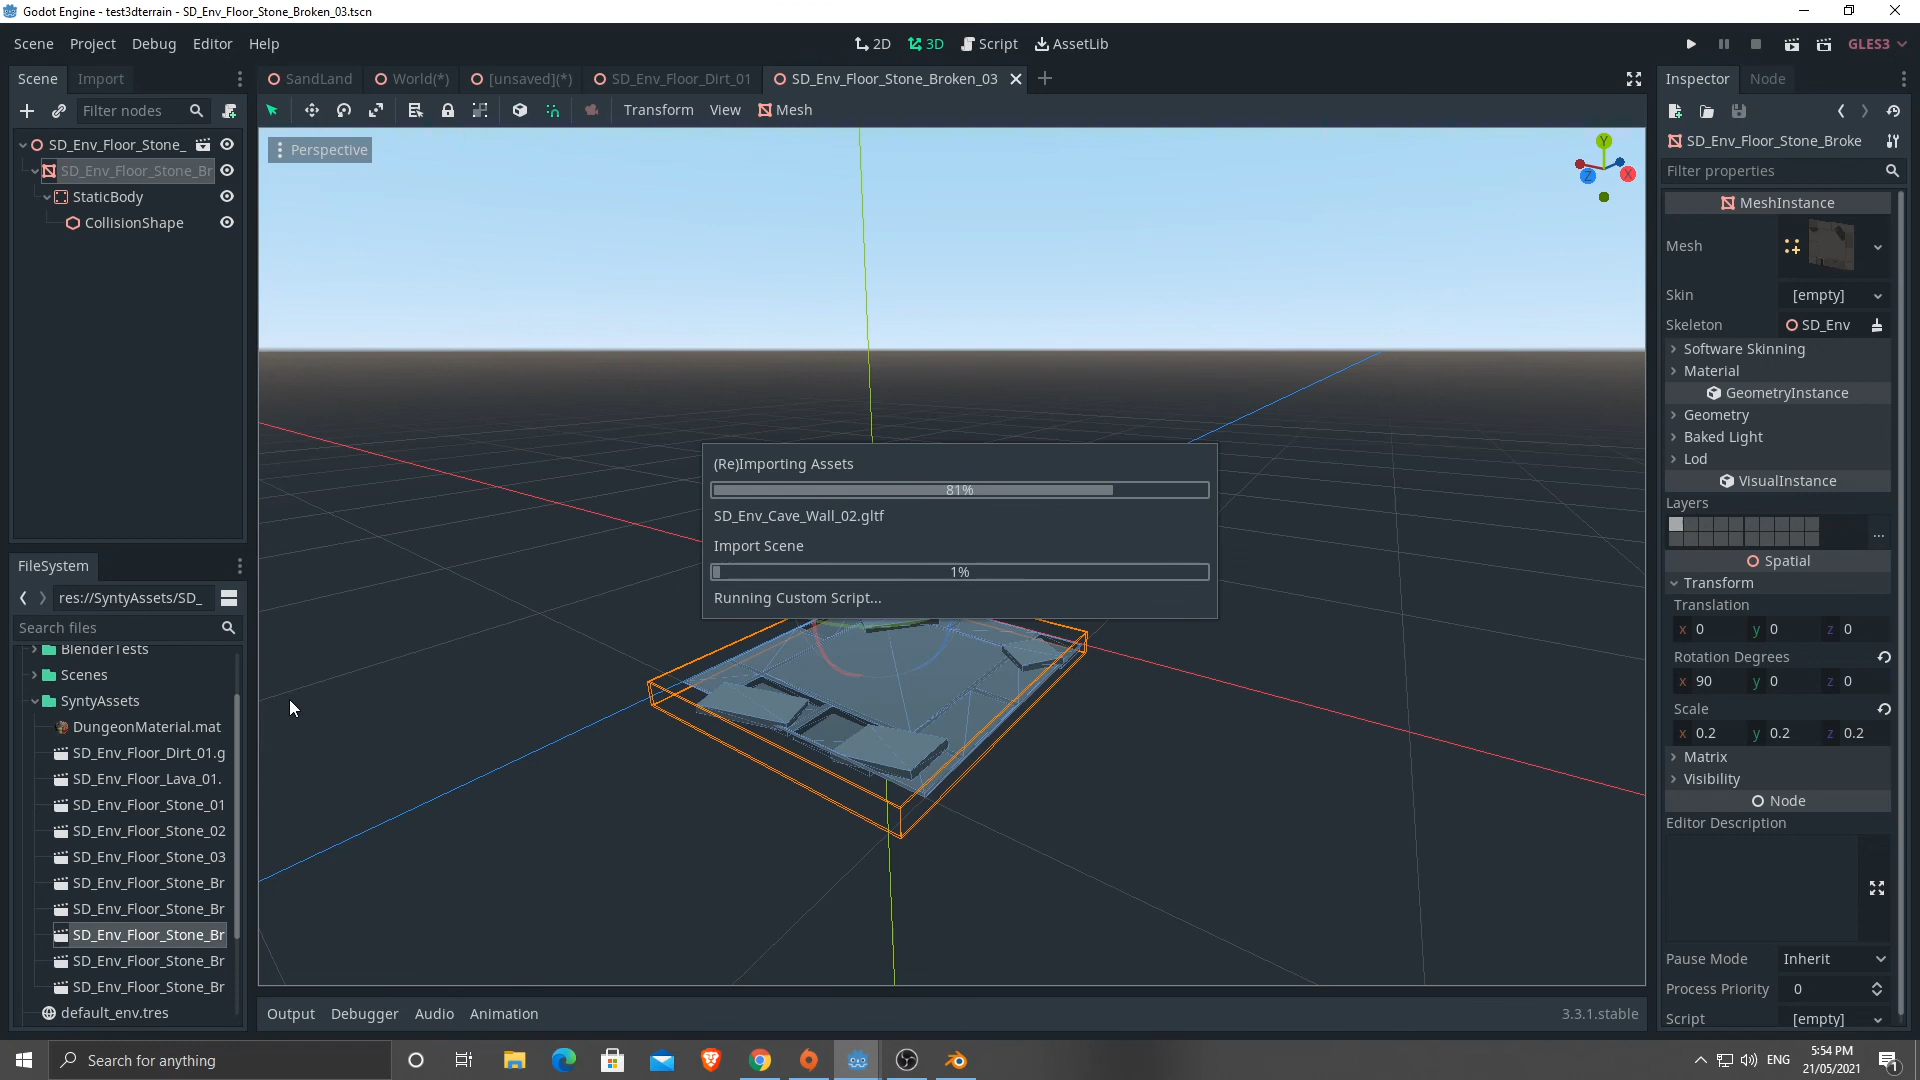 Godot Engine - test3dterrain - SD_Env_Floor_Stone_Broken_03.tscn
Scene Project Debug Editor Help
2D 3D Script AssetLib
GLES3
Scene Import
SandLand World(*) [unsaved](*) SD_Env_Floor_Dirt_01 SD_Env_Floor_Stone_Broken_03
Inspector Node
Filter nodes
Transform View Mesh
SD_Env_Floor_Stone_
SD_Env_Floor_Stone_Br
StaticBody
CollisionShape
Perspective
Y
Z
X
(Re)Importing Assets
81%
SD_Env_Cave_Wall_02.gltf
Import Scene
1%
Running Custom Script...
FileSystem
res://SyntyAssets/SD_
Search files
BlenderTests
Scenes
SyntyAssets
DungeonMaterial.mat
SD_Env_Floor_Dirt_01.g
SD_Env_Floor_Lava_01.
SD_Env_Floor_Stone_01
SD_Env_Floor_Stone_02
SD_Env_Floor_Stone_03
SD_Env_Floor_Stone_Br
SD_Env_Floor_Stone_Br
SD_Env_Floor_Stone_Br
SD_Env_Floor_Stone_Br
SD_Env_Floor_Stone_Br
default_env.tres
Output Debugger Audio Animation
3.3.1.stable
SD_Env_Floor_Stone_Broke
Filter properties
MeshInstance
Mesh
Skin [empty]
Skeleton SD_Env
Software Skinning
Material
GeometryInstance
Geometry
Baked Light
Lod
VisualInstance
Layers
...
Spatial
Transform
Translation
x 0 y 0 z 0
Rotation Degrees
x 90 y 0 z 0
Scale
x 0.2 y 0.2 z 0.2
Matrix
Visibility
Node
Editor Description
Pause Mode Inherit
Process Priority 0
Script [empty]
Search for anything
ENG
5:54 PM
21/05/2021
1